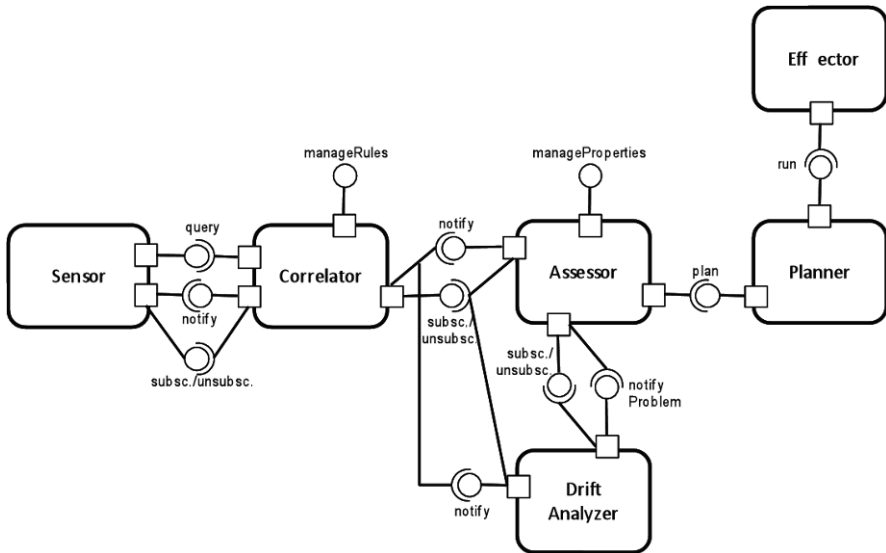 Eff ector
run
manageRules
manageProperties
query
notify
Sensor
Correlator
Assessor
plan
Planner
notify
subsc./
unsubsc.
subsc./unsubsc.
subsc./
unsubsc.
notify
Problem
notify
Drift
Analyzer